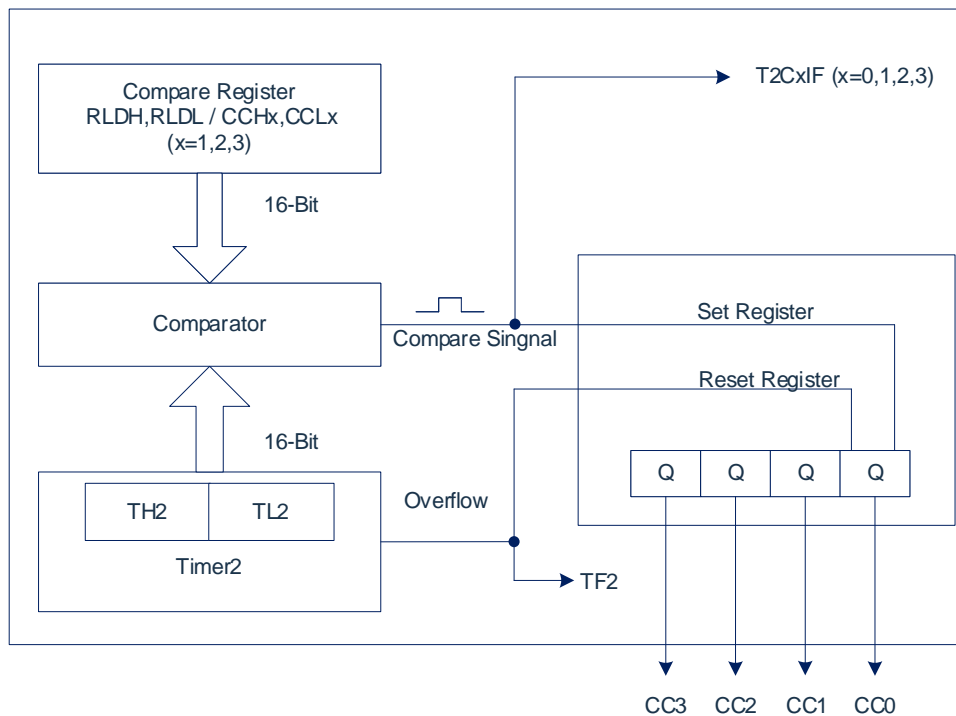 Compare Register
RLDH,RLDL / CCHx,CCLx
(x=1,2,3)
T2CxIF (x=0,1,2,3)
16-Bit
Comparator
Compare Singnal
Set Register
Reset Register
16-Bit
TH2
TL2
Timer2
Overflow
TF2
Q
Q
Q
Q
CC3
CC2
CC1
CC0